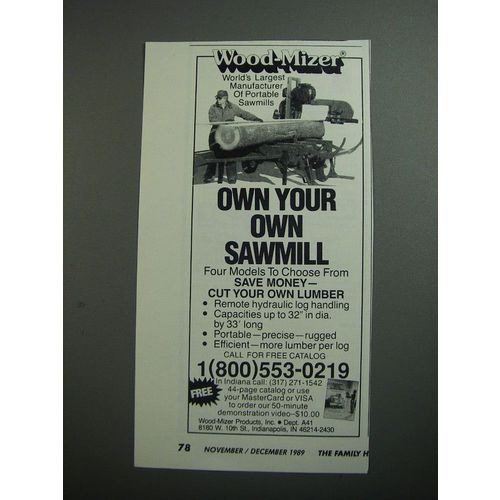 Wood-Mizer®
World's Largest
Manufacturer
Of Portable
Sawmills
OWN YOUR
OWN
SAWMILL
Four Models To Choose From
SAVE MONEY—
CUT YOUR OWN LUMBER
• Remote hydraulic log handling
• Capacities up to 32" in dia.
by 33' long
• Portable—precise—rugged
• Efficient—more lumber per log
CALL FOR FREE CATALOG
1(800)553-0219
In Indiana call: (317) 271-1542
FREE
44-page catalog or use
your MasterCard or VISA
to order our 50-minute
demonstration video—$10.00
Wood-Mizer Products, Inc. • Dept. A41
8180 W. 10th St., Indianapolis, IN 46214-2430
78 NOVEMBER / DECEMBER 1989 THE FAMILY H